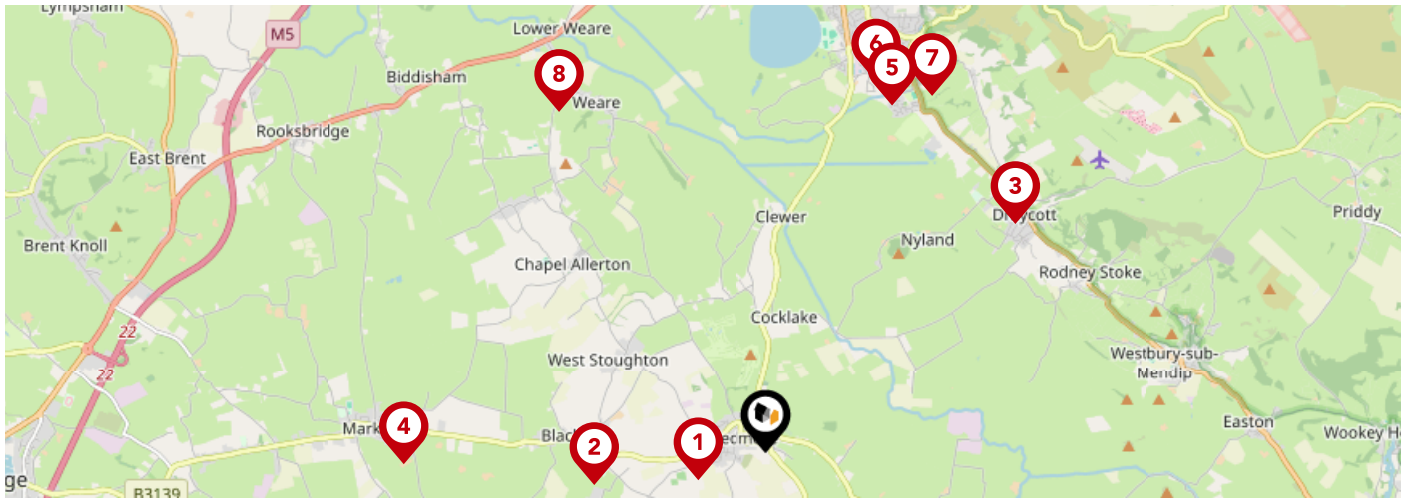 Lympsham
M5
Lower Weare
6
7
5
8
Biddisham
Weare
Rooksbridge
East Brent
3
Clewer
Priddy
Brent Knoll
Nyland
Chapel Allerton
Rodney Stoke
Cocklake
22
West Stoughton
Westbury-sub-
Mendip
22
4
Mark
2
1
Easton
B3139